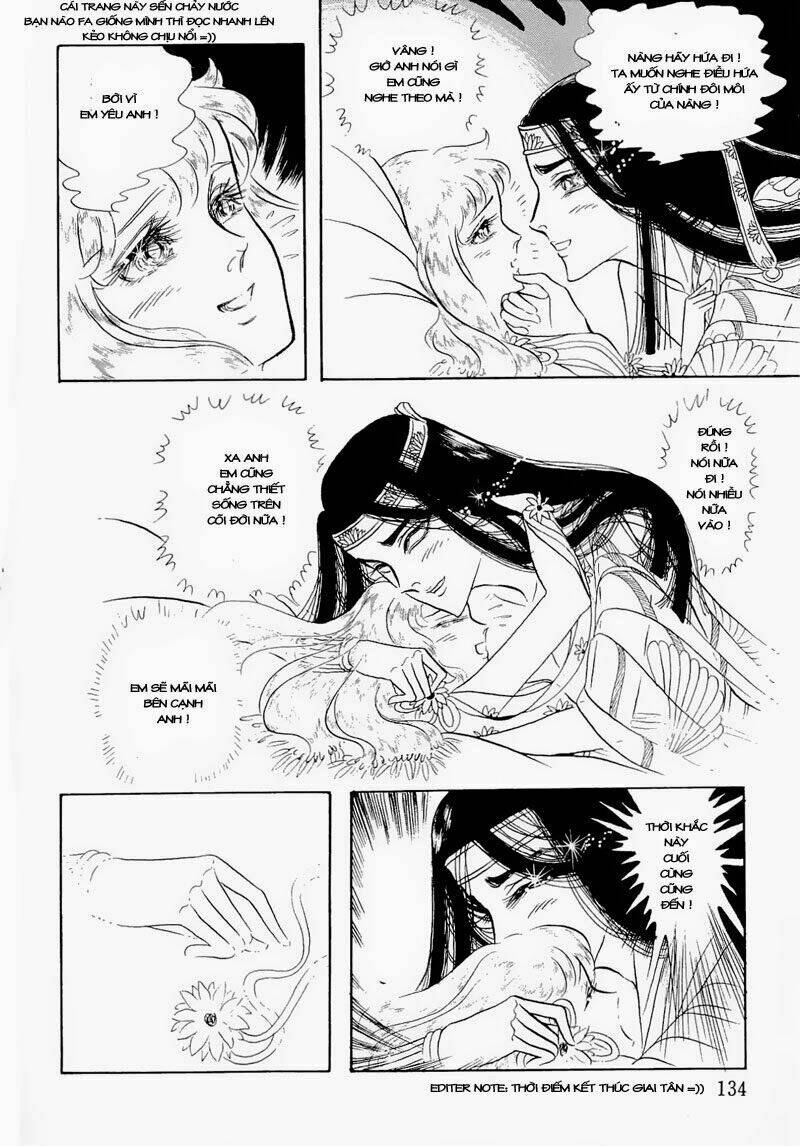 CÁI TRANG NÀY SẾN CHẢY NƯỚC
BẠN NÀO FA GIỐNG MÌNH THÌ ĐỌC NHANH LÊN
KẺO KHÔNG CHỊU NỔI =))
NÀNG HÃY HỨA ĐI !
TA MUỐN NGHE ĐIỀU HỨA
ẤY TỪ CHÍNH ĐÔI MÔI
CỦA NÀNG !
VÂNG !
GIỜ ANH NÓI GÌ
EM CŨNG
NGHE THEO MÀ !
BỞI VÌ
EM YÊU ANH !
ĐÚNG
RỒI !
NÓI NỮA
ĐI !
NÓI NHIỀU
NỮA
VÀO !
XA ANH
EM CŨNG
CHẲNG THIẾT
SỐNG TRÊN
CÕI ĐỜI NỮA !
EM SẼ MÃI MÃI
BÊN CẠNH
ANH !
THỜI KHẮC
NÀY
CUỐI
CÙNG
CŨNG
ĐẾN !
EDITER NOTE: THỜI ĐIỂM KẾT THÚC GIAI TÂN =))
134